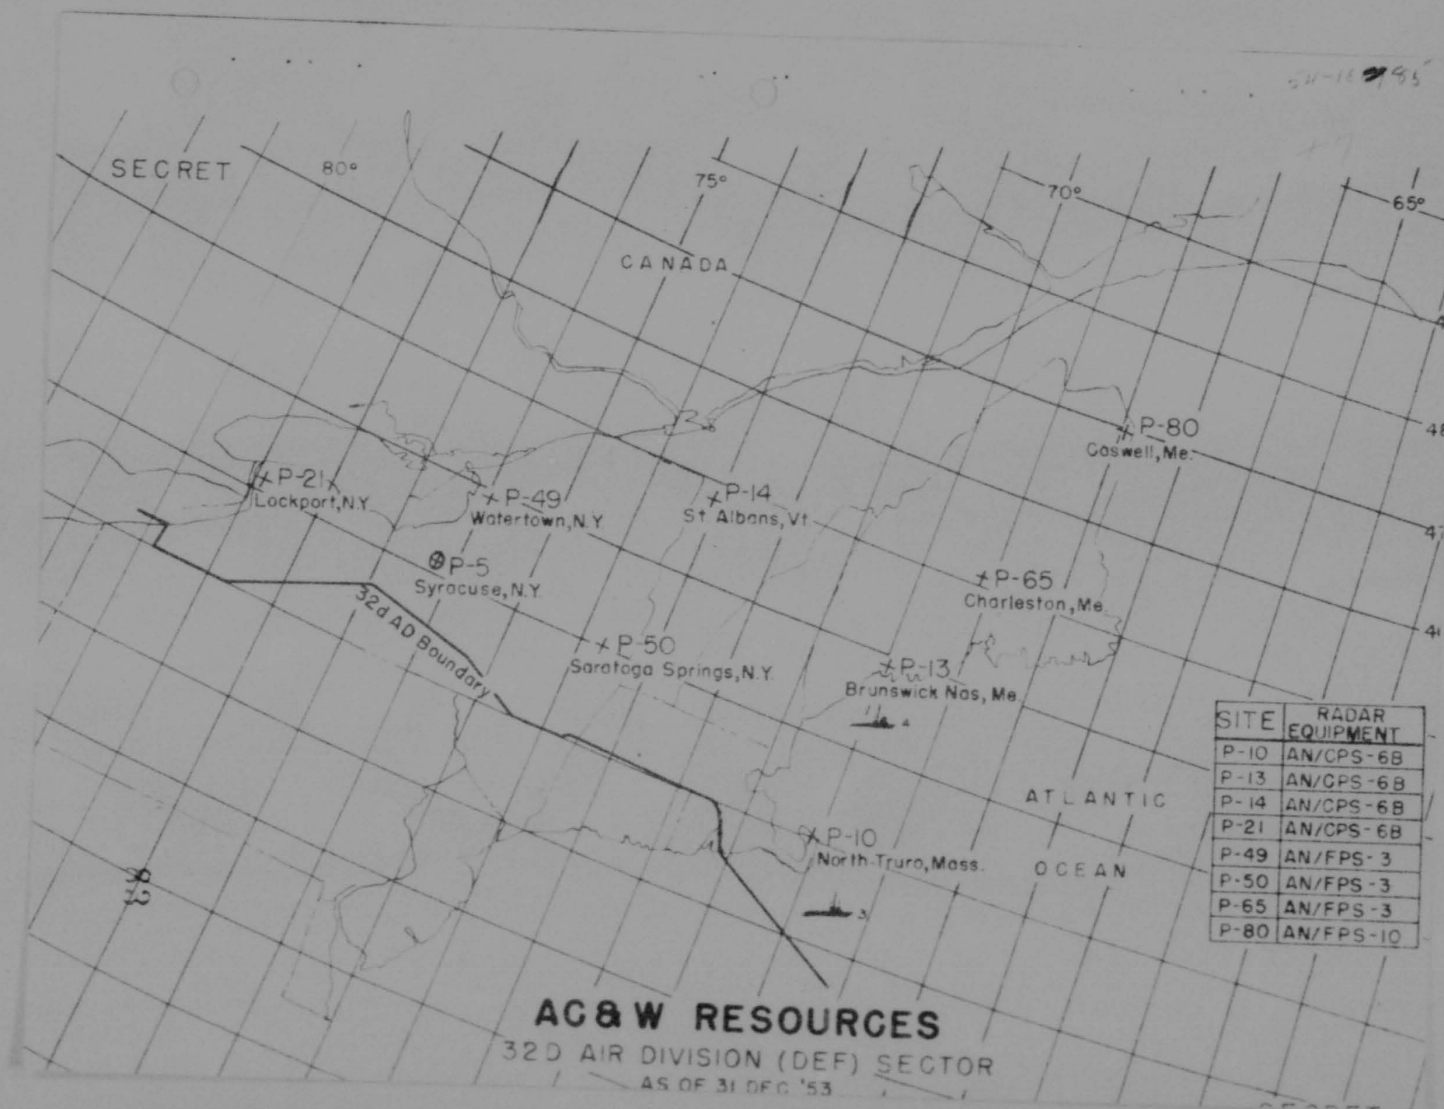 SECRET
80°
75°
70°
65°
CANADA
P-80
Caswell, Me.
P-21
Lockport, N.Y.
P-49
Watertown, N.Y.
P-14
St. Albans, Vt.
P-5
Syracuse, N.Y.
P-65
Charleston, Me.
32d AD Boundary
P-50
Saratoga Springs, N.Y.
P-13
Brunswick Nas, Me.
4
SITE RADAR EQUIPMENT
P-10 AN/CPS-6B
P-13 AN/CPS-6B
P-14 AN/CPS-6B
P-21 AN/CPS-6B
P-49 AN/FPS-3
P-50 AN/FPS-3
P-65 AN/FPS-3
P-80 AN/FPS-10
ATLANTIC
OCEAN
P-10
North Truro, Mass.
3
AC & W RESOURCES
32D AIR DIVISION (DEF) SECTOR
AS OF 31 DEC '53